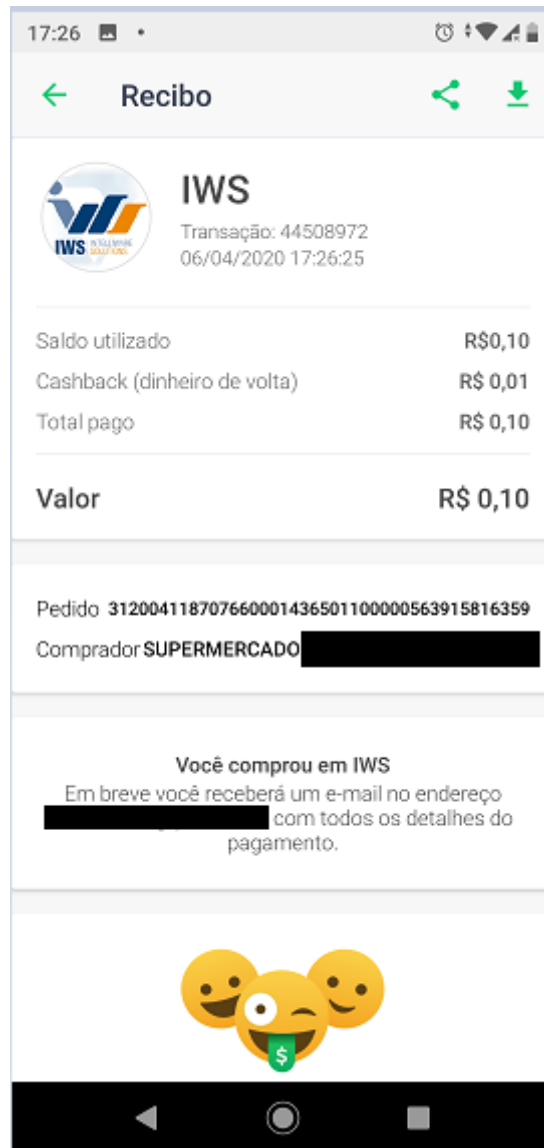 17:26
Recibo
IWS
Transação: 44508972
06/04/2020 17:26:25
IWS INTELLIWARE
SOLUTIONS
Saldo utilizado R$0,10
Cashback (dinheiro de volta) R$ 0,01
Total pago R$ 0,10
Valor R$ 0,10
Pedido 312004118707660001436501100000563915816359
Comprador SUPERMERCADO
Você comprou em IWS
Em breve você receberá um e-mail no endereço
com todos os detalhes do
pagamento.
$